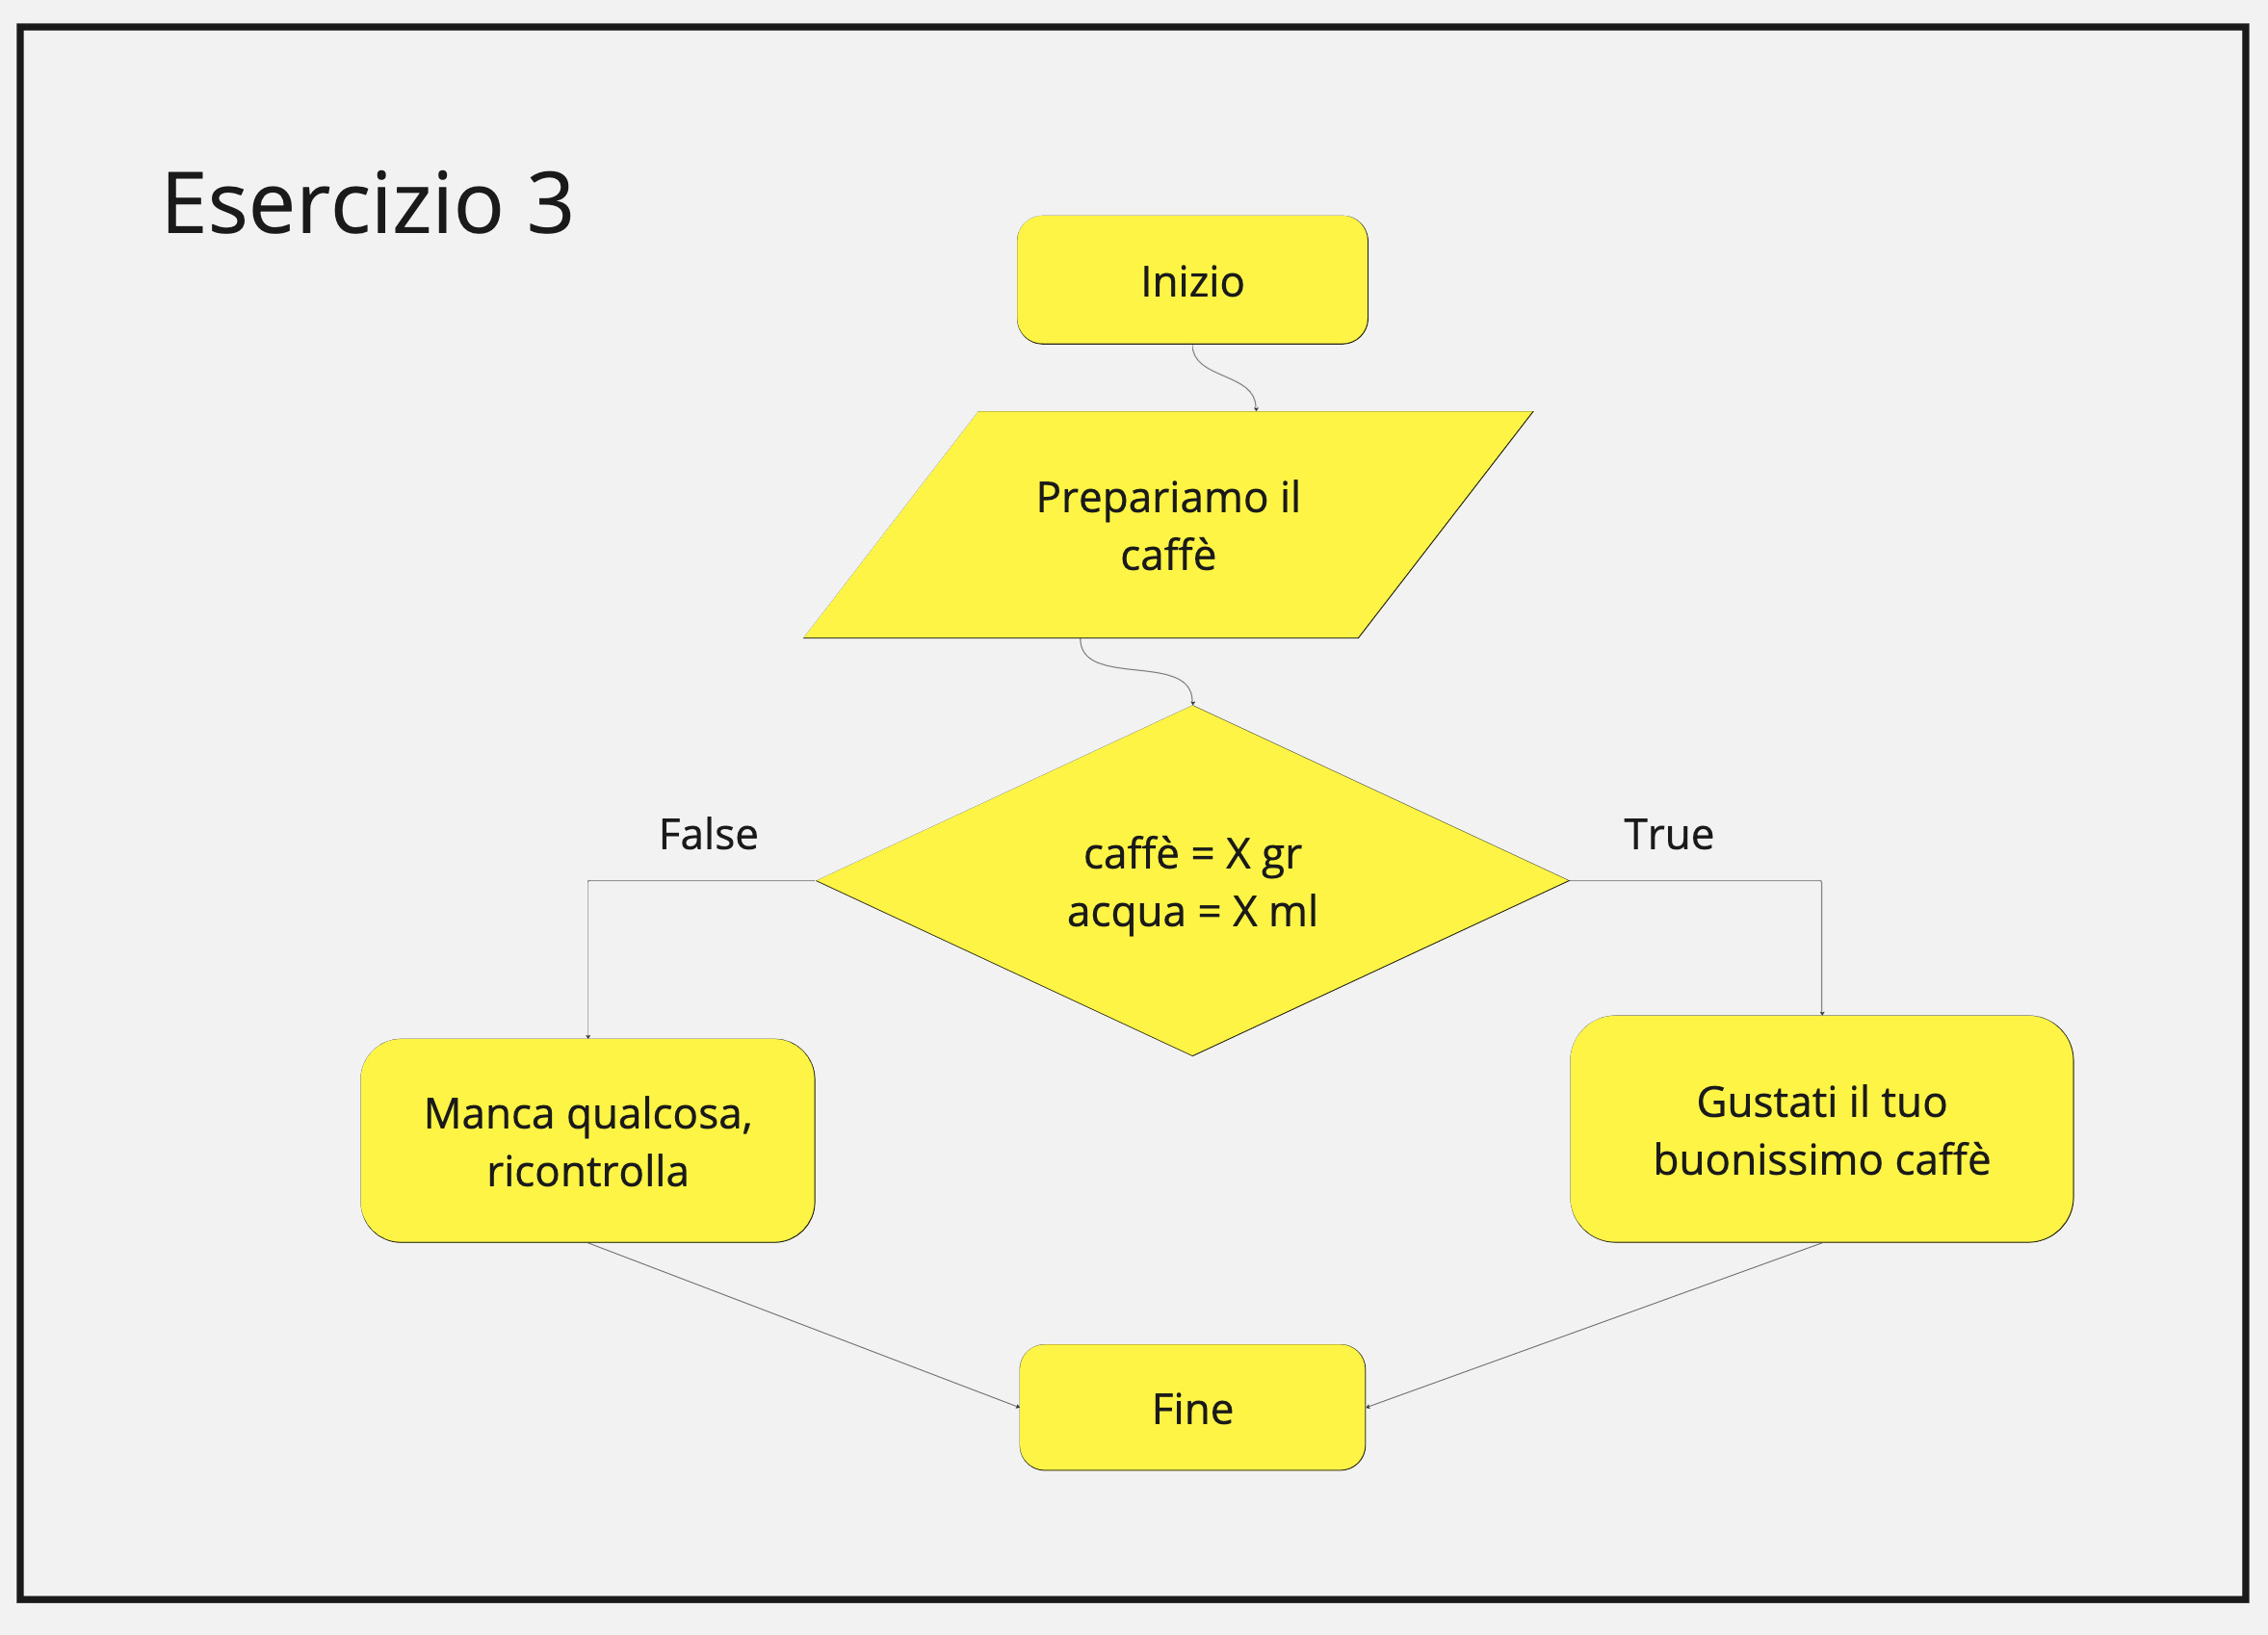 Esercizio 3
Inizio
Prepariamo il
caffè
False
True
caffè = X gr
acqua = X ml
Manca qualcosa,
ricontrolla
Gustati il tuo
buonissimo caffè
Fine